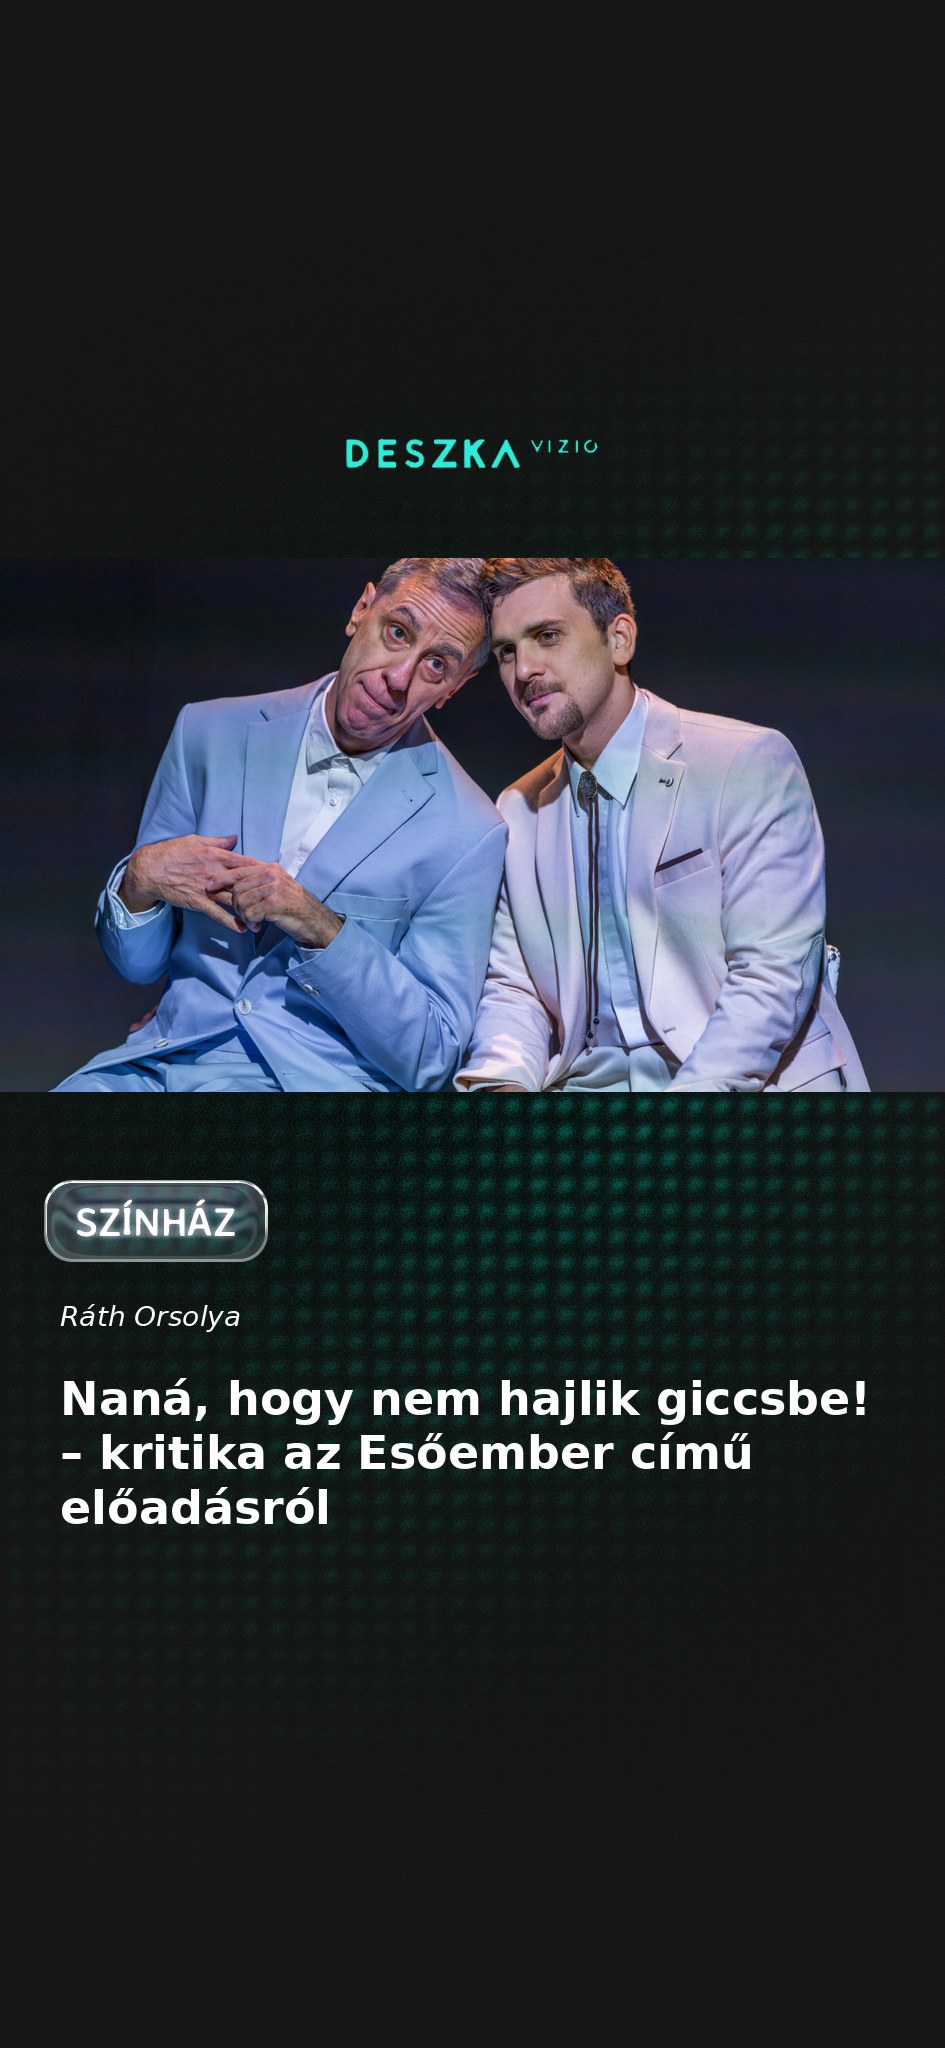 DESZKA VIZIO
SZÍNHÁZ
Ráth Orsolya
Naná, hogy nem hajlik giccsbe!
– kritika az Esőember című
előadásról